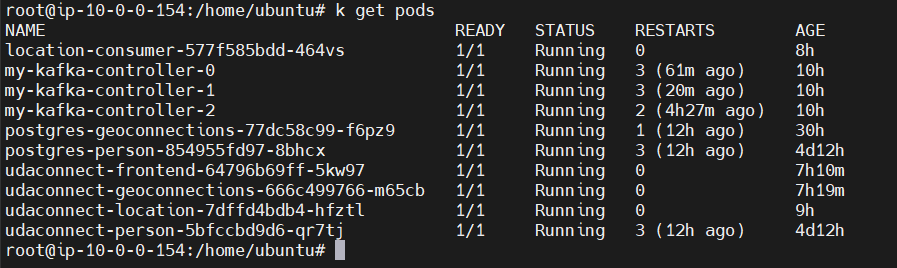 root@ip-10-0-0-154:/home/ubuntu# k get pods
NAME READY STATUS RESTARTS AGE
location-consumer-577f585bdd-464vs 1/1 Running 0 8h
my-kafka-controller-0 1/1 Running 3 (61m ago) 10h
my-kafka-controller-1 1/1 Running 3 (20m ago) 10h
my-kafka-controller-2 1/1 Running 2 (4h27m ago) 10h
postgres-geoconnections-77dc58c99-f6pz9 1/1 Running 1 (12h ago) 30h
postgres-person-854955fd97-8bhcx 1/1 Running 3 (12h ago) 4d12h
udaconnect-frontend-64796b69ff-5kw97 1/1 Running 0 7h10m
udaconnect-geoconnections-666c499766-m65cb 1/1 Running 0 7h19m
udaconnect-location-7dffd4bdb4-hfztl 1/1 Running 0 9h
udaconnect-person-5bfccbd9d6-qr7tj 1/1 Running 3 (12h ago) 4d12h
root@ip-10-0-0-154:/home/ubuntu#